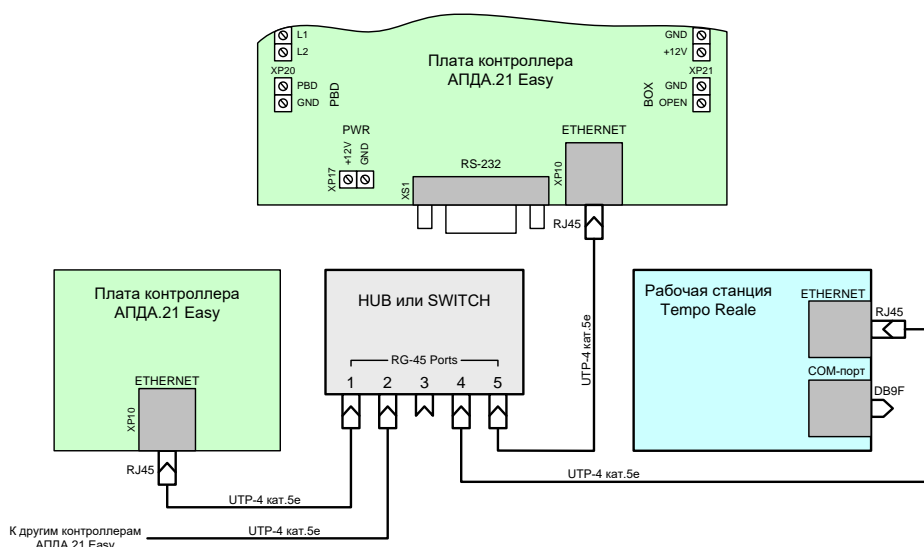 L1
L2
XP20
PBD
GND
PBD
Плата контроллера
АПДА.21 Easy
GND
+12V
XP21
GND
OPEN
BOX
PWR
+12V
GND
XP17
RS-232
XS1
ETHERNET
XP10
RJ45
UTP-4 кат.5е
Плата контроллера
АПДА.21 Easy
ETHERNET
XP10
RJ45
HUB или SWITCH
RG-45 Ports
1 2 3 4 5
Рабочая станция
Tempo Reale
ETHERNET
RJ45
COM-порт
DB9F
UTP-4 кат.5е
UTP-4 кат.5е
К другим контроллерам
АПДА.21 Easy
UTP-4 кат.5е